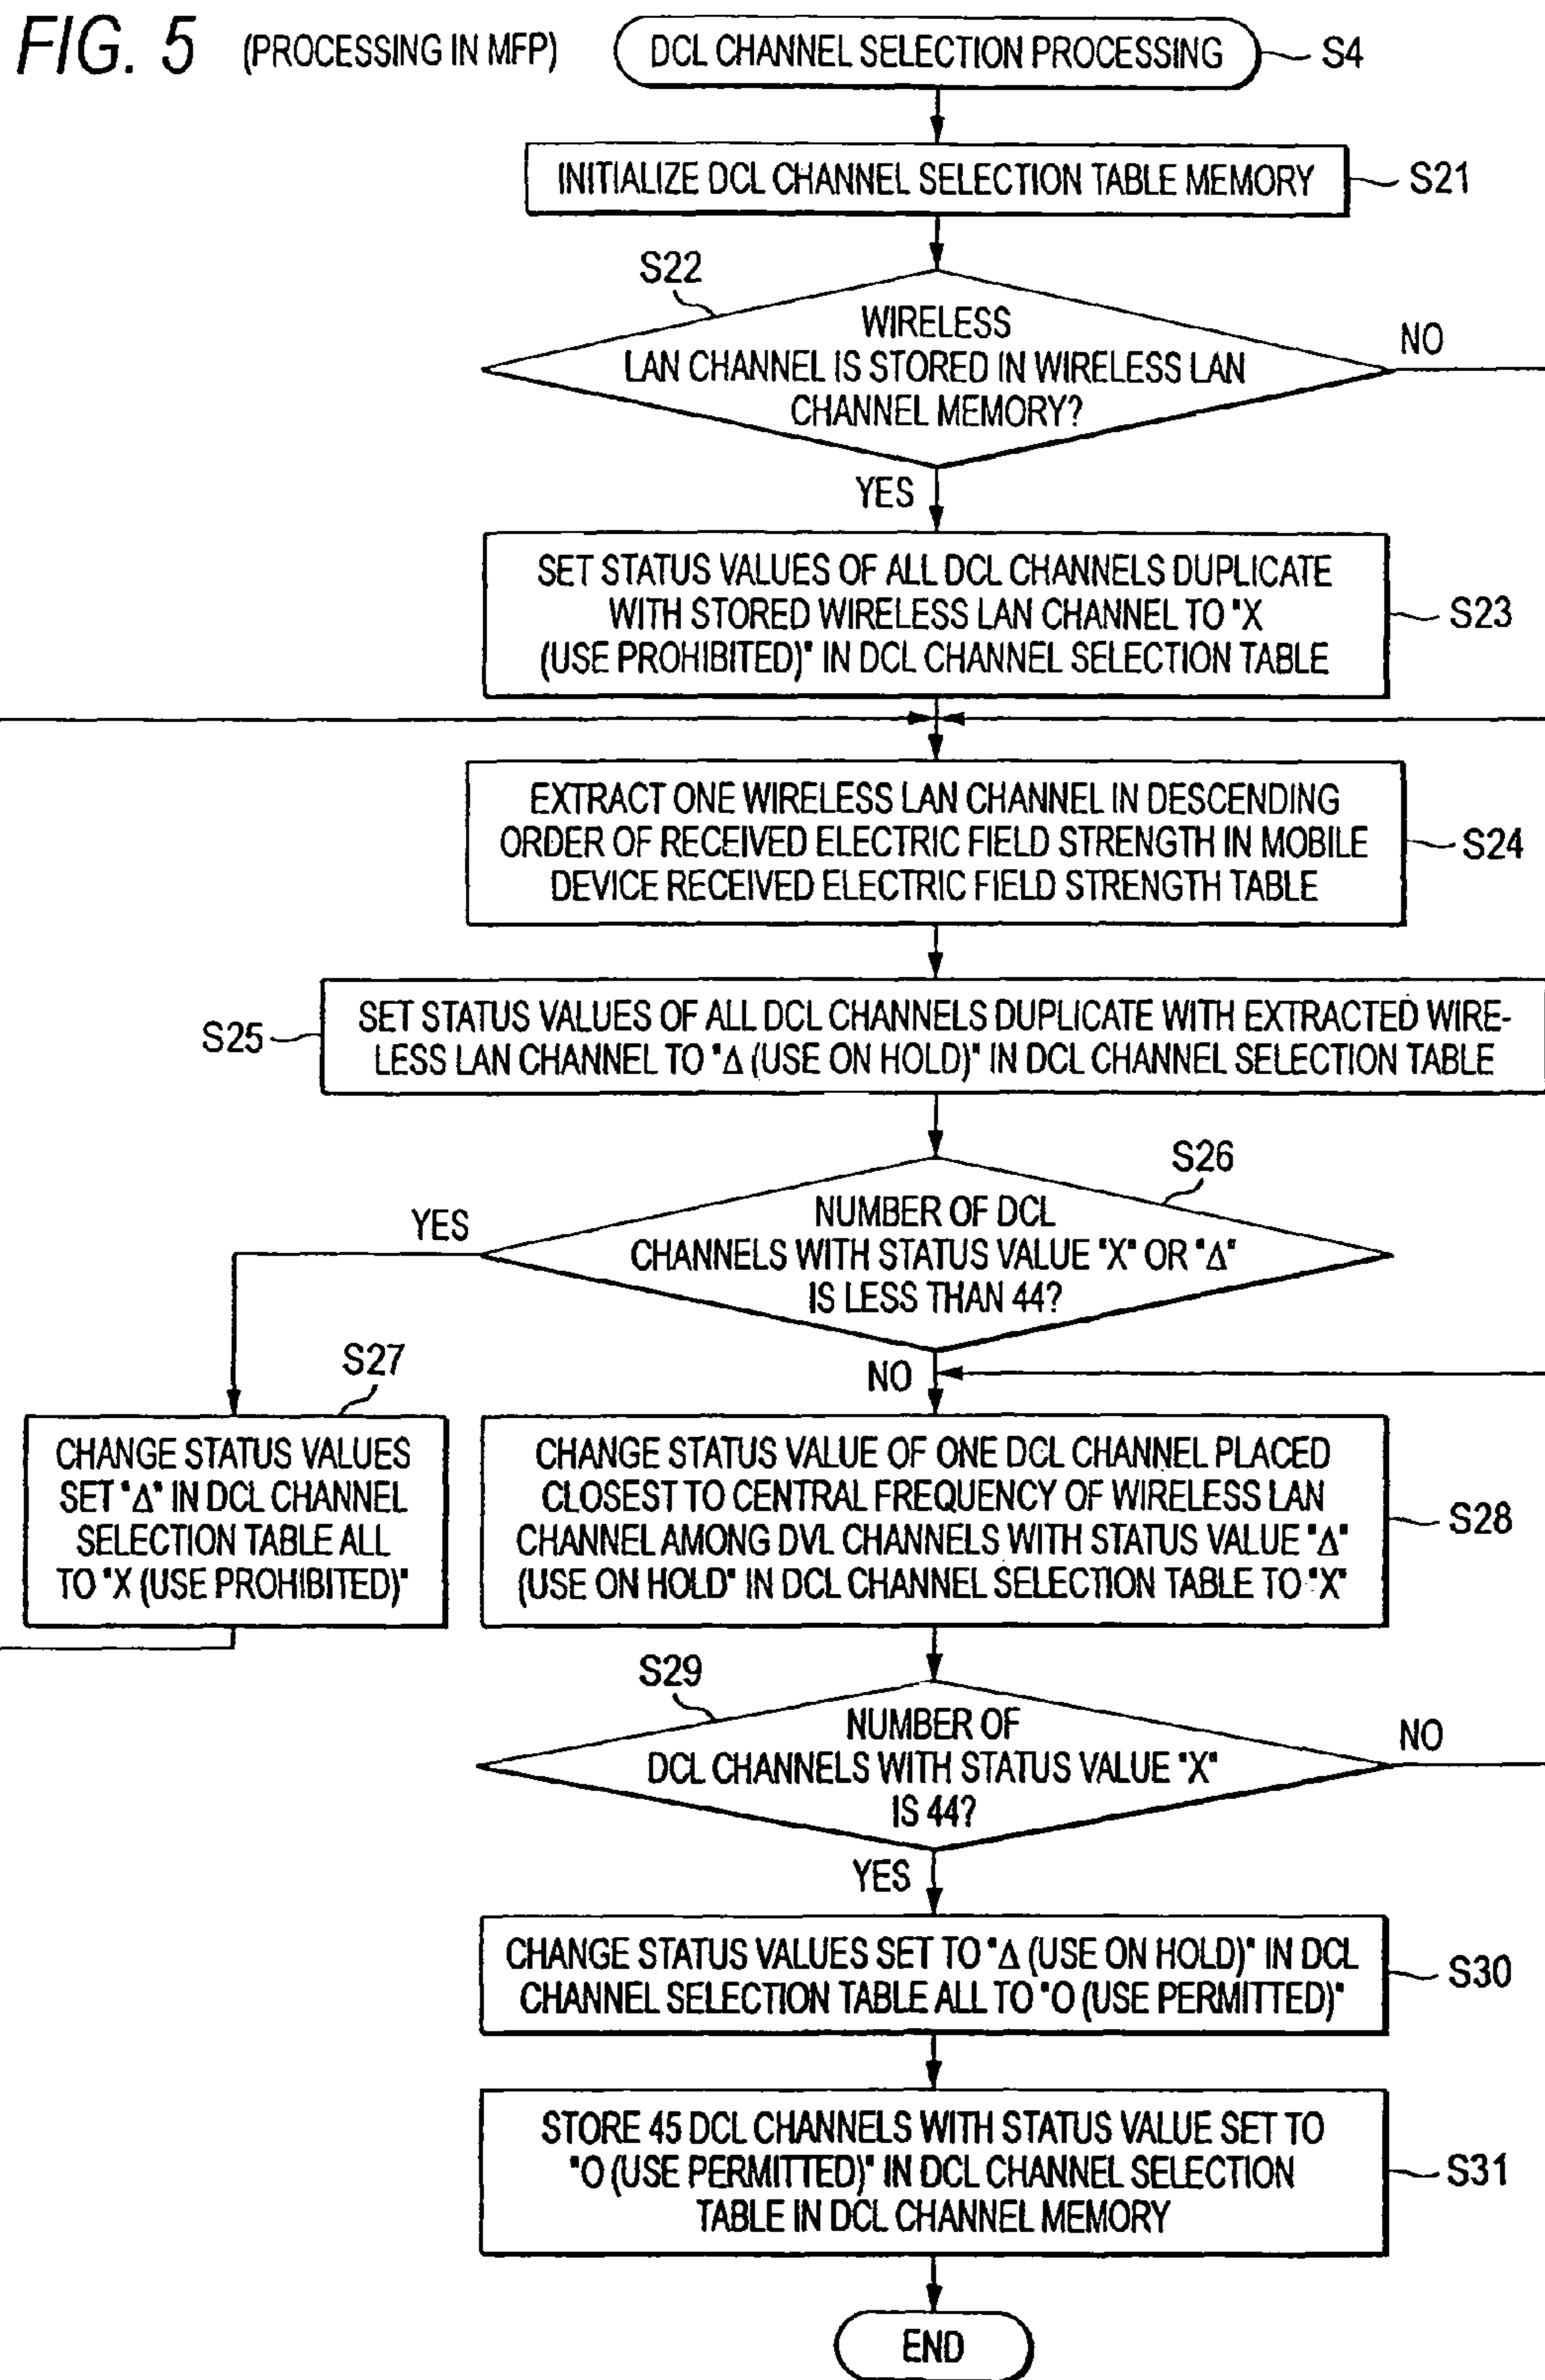 FIG. 5 (PROCESSING IN MFP)
DCL CHANNEL SELECTION PROCESSING
S4
INITIALIZE DCL CHANNEL SELECTION TABLE MEMORY
S21
S22
WIRELESS
LAN CHANNEL IS STORED IN WIRELESS LAN
CHANNEL MEMORY?
NO
YES
SET STATUS VALUES OF ALL DCL CHANNELS DUPLICATE
WITH STORED WIRELESS LAN CHANNEL TO "X
(USE PROHIBITED)" IN DCL CHANNEL SELECTION TABLE
S23
EXTRACT ONE WIRELESS LAN CHANNEL IN DESCENDING
ORDER OF RECEIVED ELECTRIC FIELD STRENGTH IN MOBILE
DEVICE RECEIVED ELECTRIC FIELD STRENGTH TABLE
S24
S25
SET STATUS VALUES OF ALL DCL CHANNELS DUPLICATE WITH EXTRACTED WIRE-
LESS LAN CHANNEL TO "Δ (USE ON HOLD)" IN DCL CHANNEL SELECTION TABLE
S26
NUMBER OF DCL
CHANNELS WITH STATUS VALUE "X" OR "Δ"
IS LESS THAN 44?
YES
NO
S27
CHANGE STATUS VALUES
SET "Δ" IN DCL CHANNEL
SELECTION TABLE ALL
TO "X (USE PROHIBITED)"
CHANGE STATUS VALUE OF ONE DCL CHANNEL PLACED
CLOSEST TO CENTRAL FREQUENCY OF WIRELESS LAN
CHANNEL AMONG DVL CHANNELS WITH STATUS VALUE "Δ"
(USE ON HOLD" IN DCL CHANNEL SELECTION TABLE TO "X"
S28
S29
NUMBER OF
DCL CHANNELS WITH STATUS VALUE "X"
IS 44?
NO
YES
CHANGE STATUS VALUES SET TO "Δ (USE ON HOLD)" IN DCL
CHANNEL SELECTION TABLE ALL TO "O (USE PERMITTED)"
S30
STORE 45 DCL CHANNELS WITH STATUS VALUE SET TO
"O (USE PERMITTED)" IN DCL CHANNEL SELECTION
TABLE IN DCL CHANNEL MEMORY
S31
END